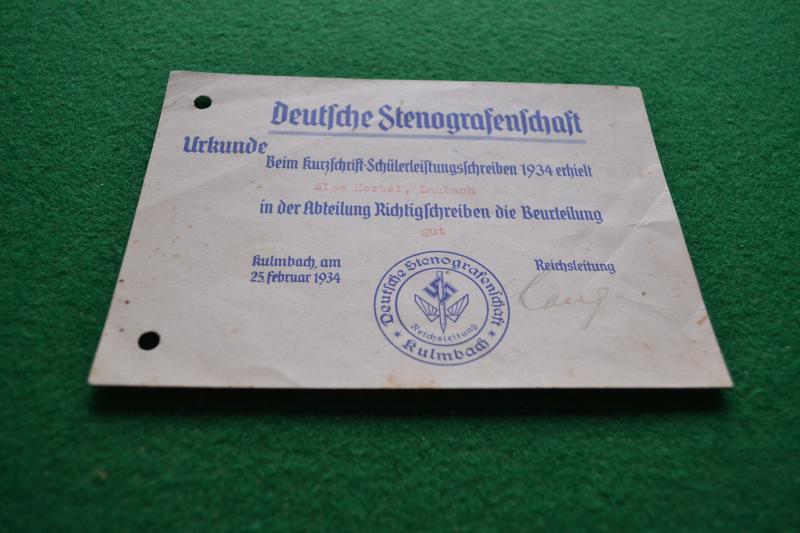 Deutsche Stenografenschaft
Urkunde
Beim Kurzschrift-Schülerleistungsschreiben 1934 erhielt
Else Hertel, Laubach
in der Abteilung Richtigschreiben die Beurteilung
gut
Kulmbach, am
25. Februar 1934
Reichsleitung
Deutsche Stenografenschaft
Reichsleitung
* Kulmbach *
Lang